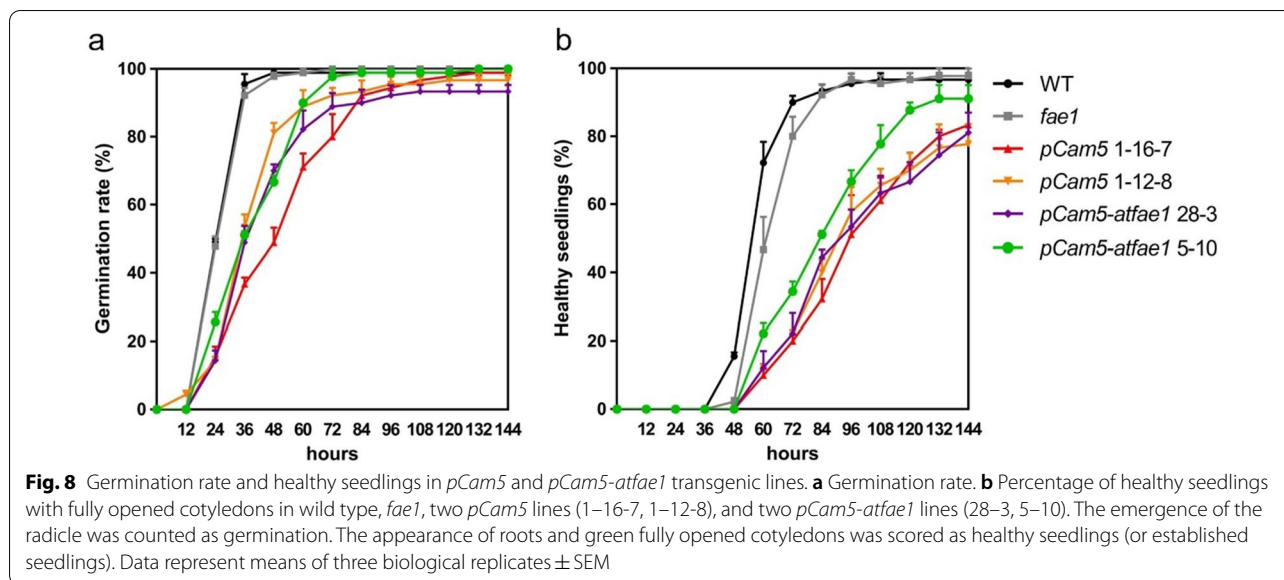 a
b
100
80
60
40
20
0
Germination rate (%)
12 24 36 48 60 72 84 96 108 120 132 144
hours
100
80
60
40
20
0
Healthy seedlings (%)
12 24 36 48 60 72 84 96 108 120 132 144
hours
WT
fae1
pCam5 1-16-7
pCam5 1-12-8
pCam5-atfae1 28-3
pCam5-atfae1 5-10
Fig. 8 Germination rate and healthy seedlings in pCam5 and pCam5-atfae1 transgenic lines. a Germination rate. b Percentage of healthy seedlings
with fully opened cotyledons in wild type, fae1, two pCam5 lines (1–16-7, 1–12-8), and two pCam5-atfae1 lines (28–3, 5–10). The emergence of the
radicle was counted as germination. The appearance of roots and green fully opened cotyledons was scored as healthy seedlings (or established
seedlings). Data represent means of three biological replicates ± SEM